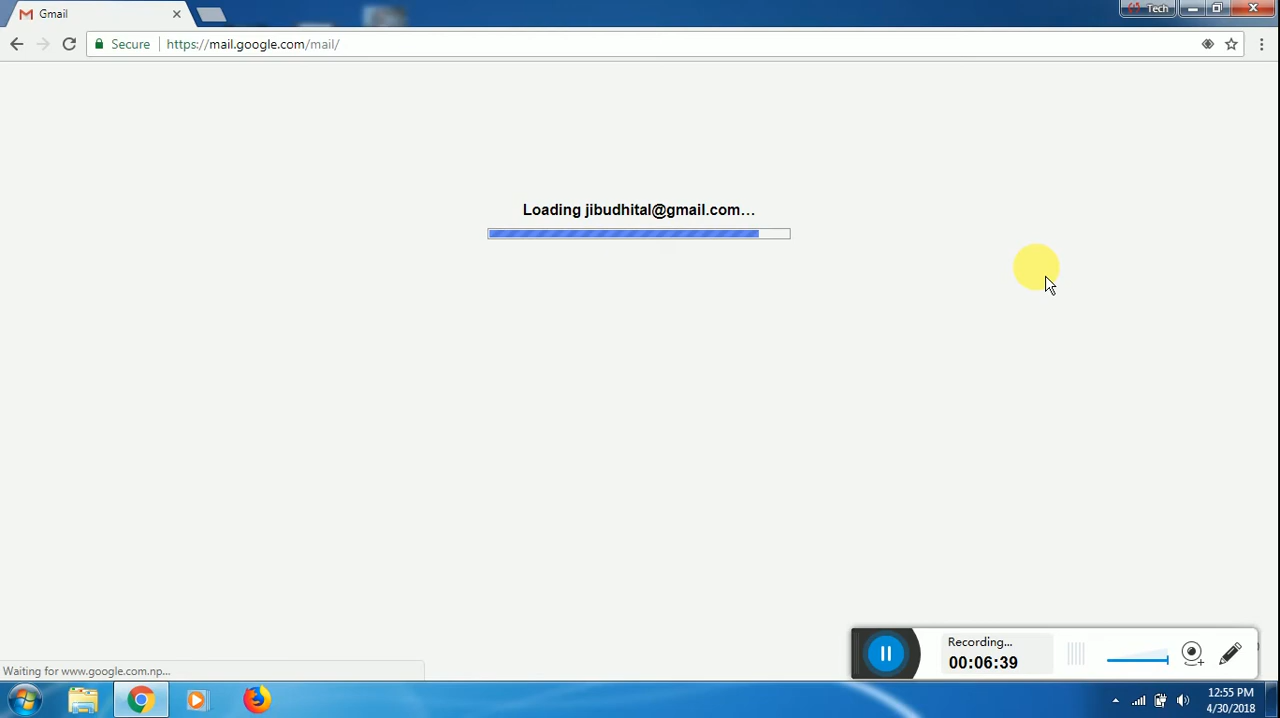 Gmail
Tech
Secure
https://mail.google.com/mail/
Loading jibudhital@gmail.com...
Recording...
00:06:39
Waiting for www.google.com.np...
12:55 PM
4/30/2018